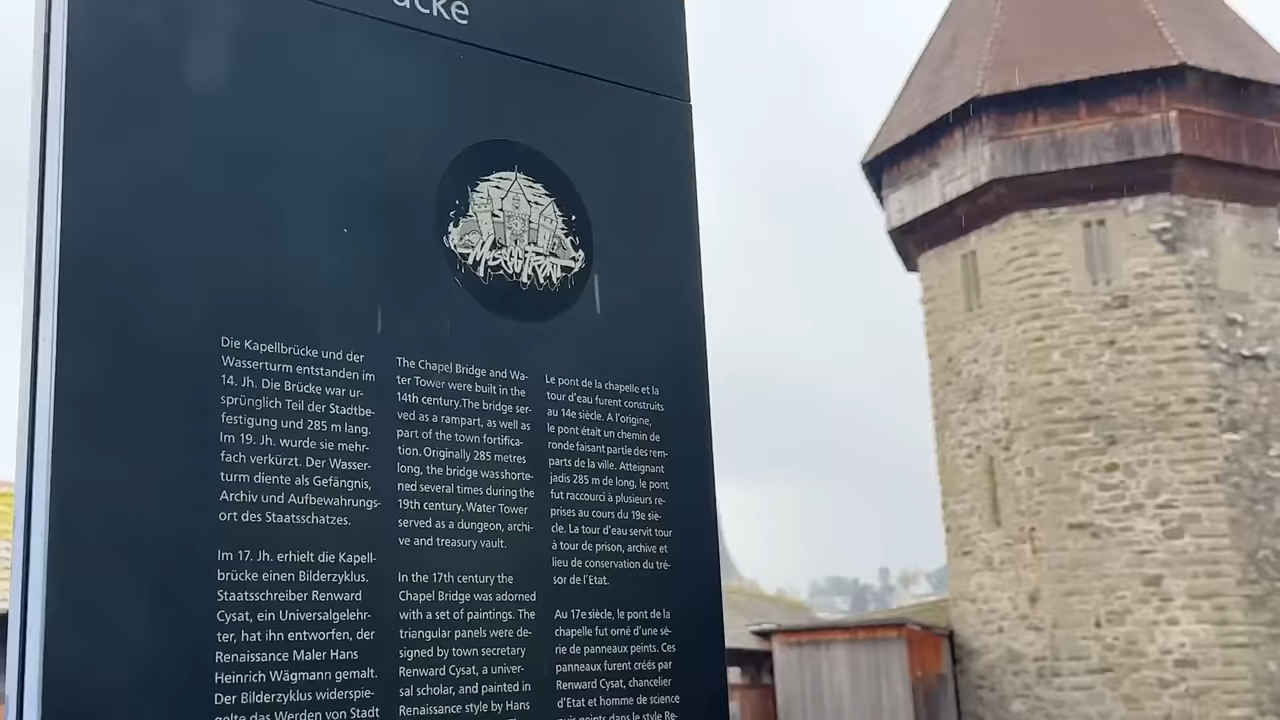 ücke
Die Kapellbrücke und der
Wasserturm entstanden im
14. Jh. Die Brücke war ur-
sprünglich Teil der Stadtbe-
festigung und 285 m lang.
Im 19. Jh. wurde sie mehr-
fach verkürzt. Der Wasser-
turm diente als Gefängnis,
Archiv und Aufbewahrungs-
ort des Staatsschatzes.
Im 17. Jh. erhielt die Kapell-
brücke einen Bilderzyklus.
Staatsschreiber Renward
Cysat, ein Universalgelehr-
ter, hat ihn entworfen, der
Renaissance Maler Hans
Heinrich Wägmann gemalt.
Der Bilderzyklus widerspie-
gelte das Werden von Stadt
The Chapel Bridge and Wa-
ter Tower were built in the
14th century.The bridge ser-
ved as a rampart, as well as
part of the town fortifica-
tion. Originally 285 metres
long, the bridge was shorte-
ned several times during the
19th century. Water Tower
served as a dungeon, archi-
ve and treasury vault.
In the 17th century the
Chapel Bridge was adorned
with a set of paintings. The
triangular panels were de-
signed by town secretary
Renward Cysat, a univer-
sal scholar, and painted in
Renaissance style by Hans
Le pont de la chapelle et la
tour d'eau furent construits
au 14e siècle. A l'origine,
le pont était un chemin de
ronde faisant partie des rem-
parts de la ville. Atteignant
jadis 285 m de long, le pont
fut raccourci à plusieurs re-
prises au cours du 19e siè-
cle. La tour d'eau servit tour
à tour de prison, archive et
lieu de conservation du tré-
sor de l'Etat.
Au 17e siècle, le pont de la
chapelle fut orné d'une sé-
rie de panneaux peints. Ces
panneaux furent créés par
Renward Cysat, chancelier
d'Etat et homme de science
puis peints dans le style Re-